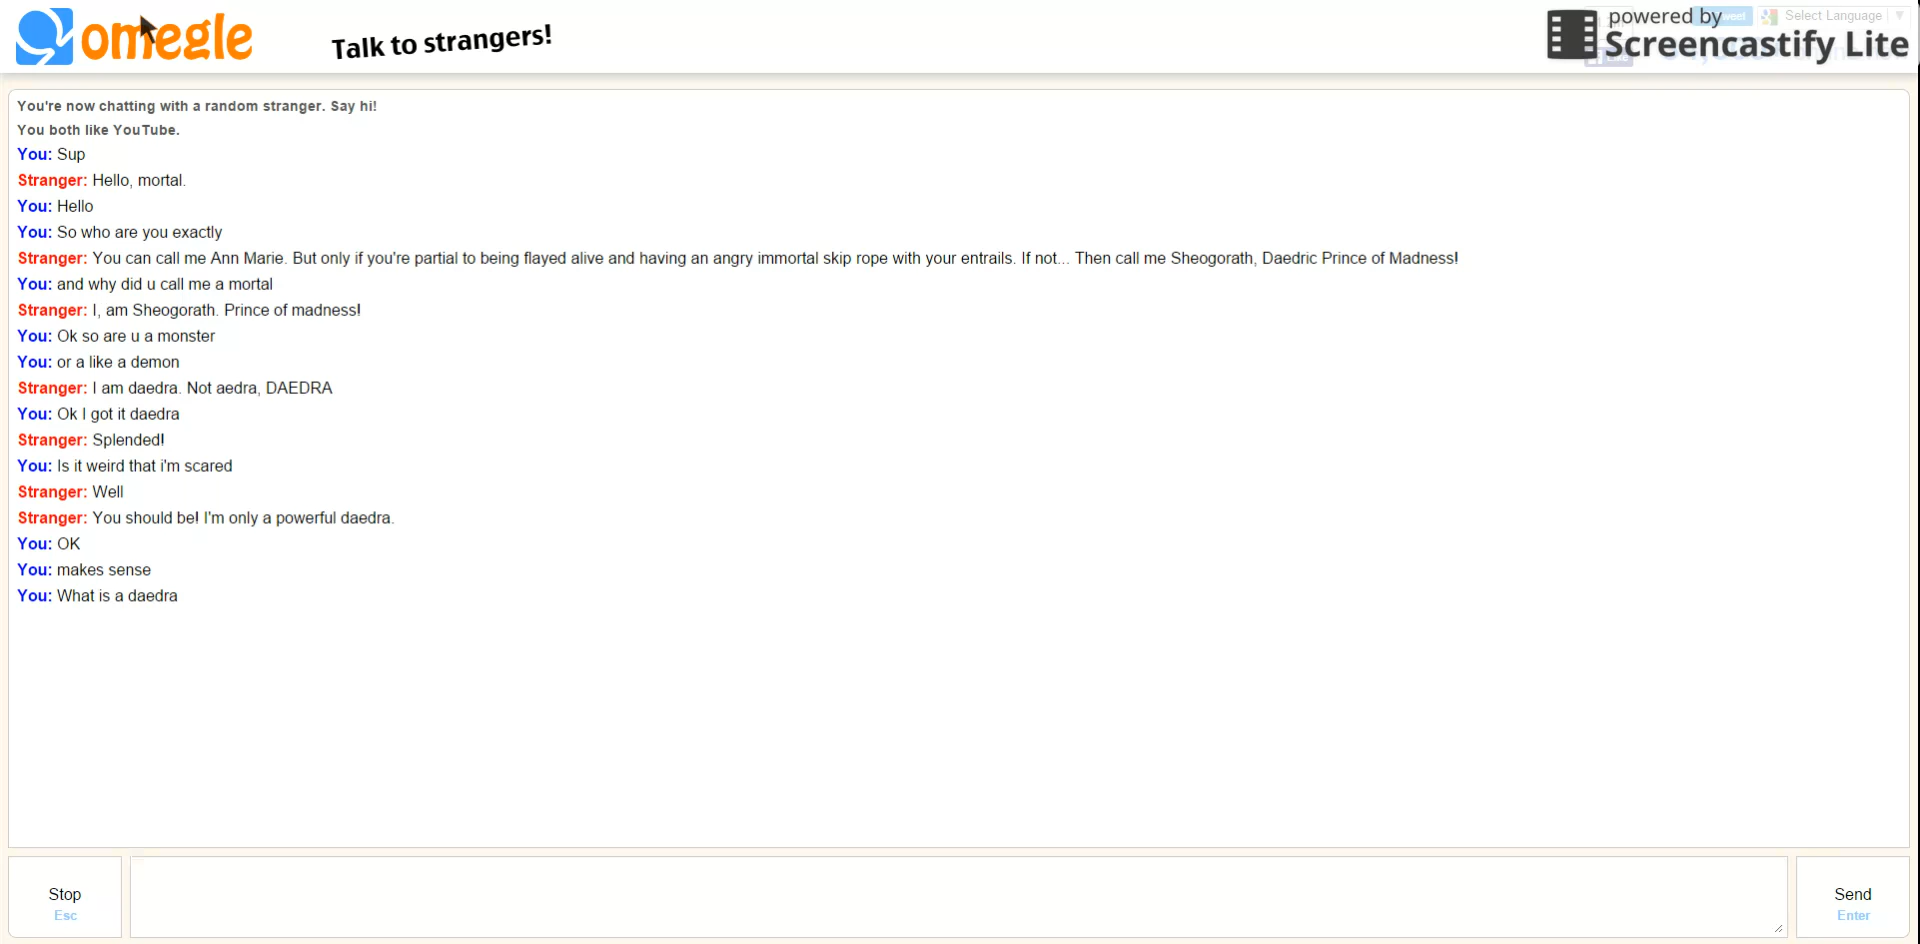 omegle
Talk to strangers!
powered by
Screencastify Lite
Select Language
You're now chatting with a random stranger. Say hi!
You both like YouTube.
You: Sup
Stranger: Hello, mortal.
You: Hello
You: So who are you exactly
Stranger: You can call me Ann Marie. But only if you're partial to being flayed alive and having an angry immortal skip rope with your entrails. If not... Then call me Sheogorath, Daedric Prince of Madness!
You: and why did u call me a mortal
Stranger: I, am Sheogorath. Prince of madness!
You: Ok so are u a monster
You: or a like a demon
Stranger: I am daedra. Not aedra, DAEDRA
You: Ok I got it daedra
Stranger: Splended!
You: Is it weird that i'm scared
Stranger: Well
Stranger: You should be! I'm only a powerful daedra.
You: OK
You: makes sense
You: What is a daedra
Stop
Esc
Send
Enter